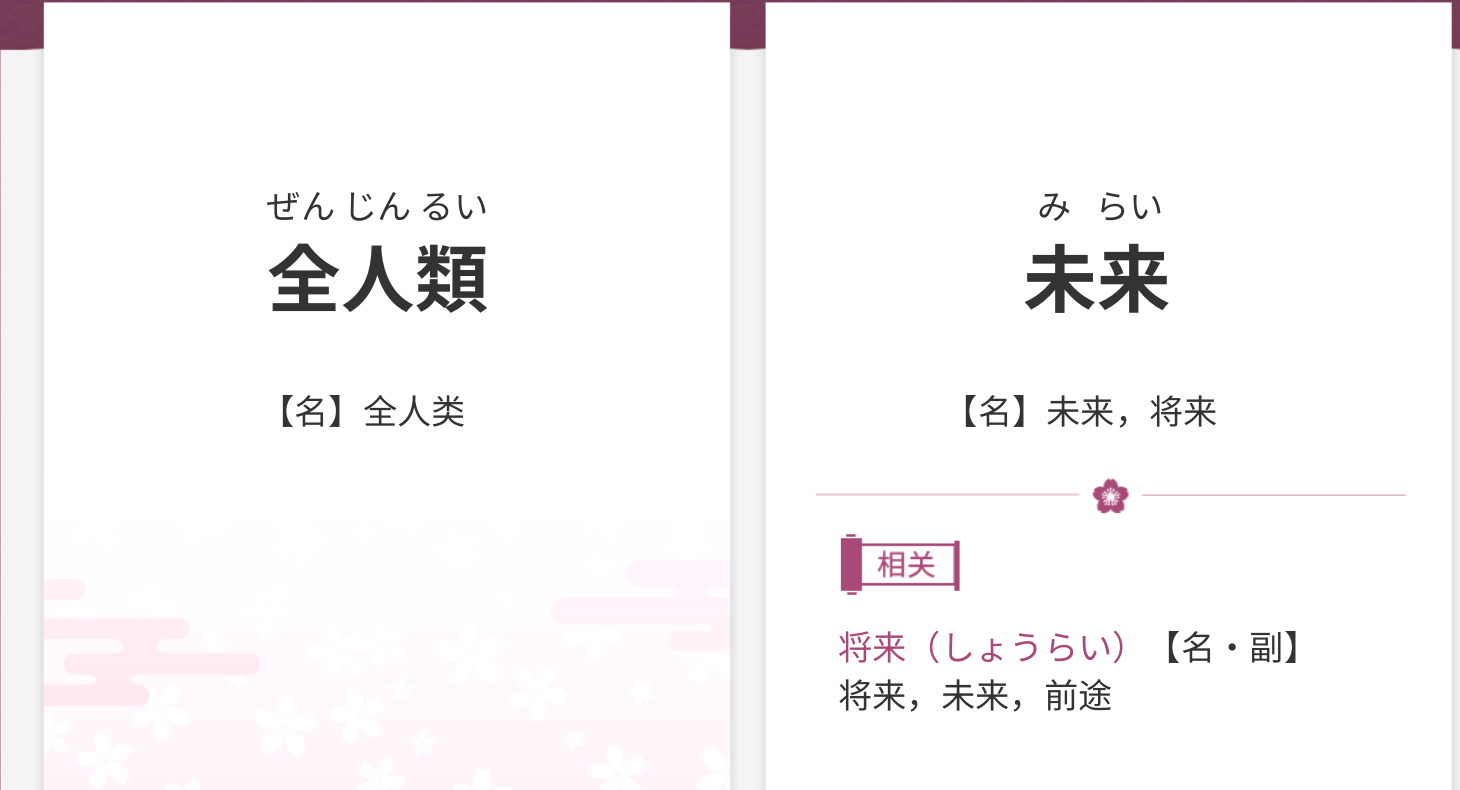 ぜん じん るい
全人類
【名】全人类
み らい
未来
【名】未来，将来
相关
将来（しょうらい）【名・副】
将来，未来，前途